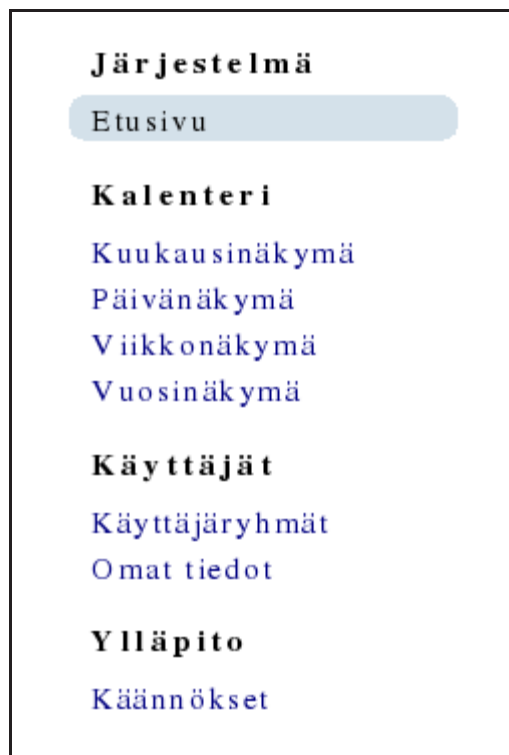 Järjestelmä
Etusivu
Kalenteri
Kuukausinäkymä
Päivänäkymä
Viikkonäkymä
Vuosinäkymä
Käyttäjät
Käyttäjäryhmät
Omat tiedot
Ylläpito
Käännökset